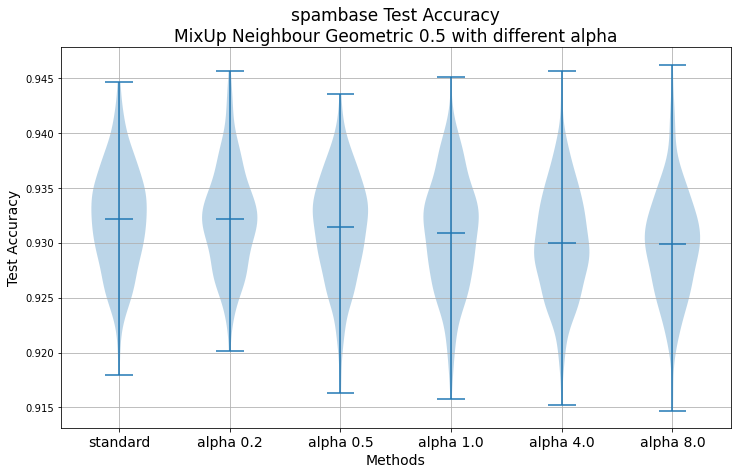 spambase Test Accuracy
MixUp Neighbour Geometric 0.5 with different alpha
Test Accuracy
0.945
0.940
0.935
0.930
0.925
0.920
0.915
standard alpha 0.2 alpha 0.5 alpha 1.0 alpha 4.0 alpha 8.0
Methods